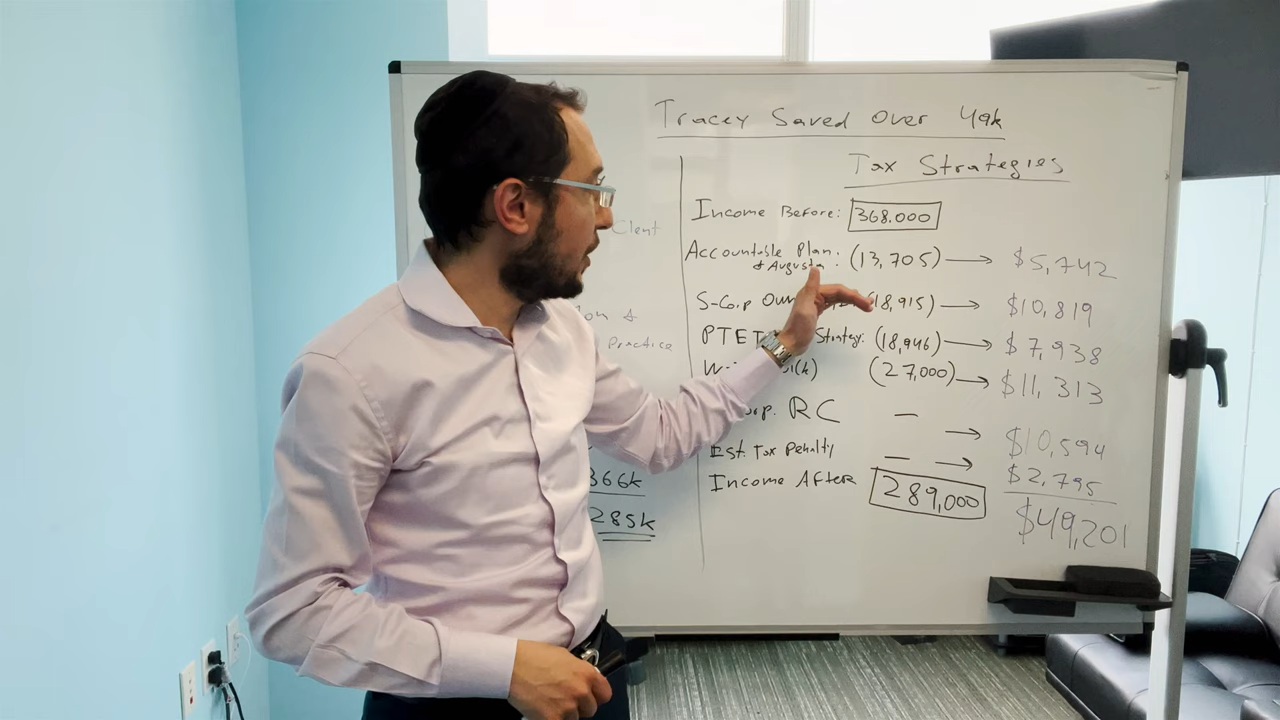 Tracey Saved Over 49k
Tax Strategies
Income Before: 368.000
Accountable Plan & Augusta: (13,705) → $5,742
S-Corp (18,915) → $10,819
PTET Strategy: (18,946) → $7,938
(27,000) → $11,313
RC — → $10,594
Est. Tax Penalty — → $2,795
Income After 289,000
$49,201
Client
&
Practice
366k
285k